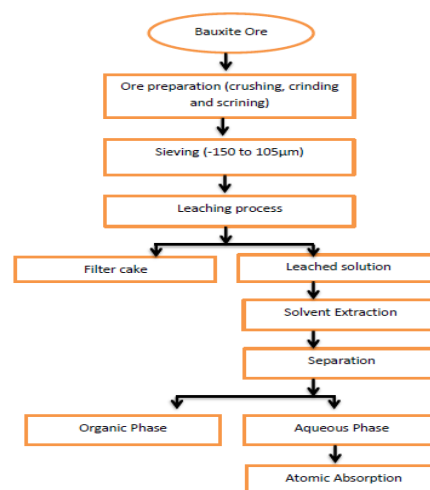 Bauxite Ore
Ore preparation (crushing, crinding
and scrining)
Sieving (-150 to 105µm)
Leaching process
Filter cake
Leached solution
Solvent Extraction
Separation
Organic Phase
Aqueous Phase
Atomic Absorption